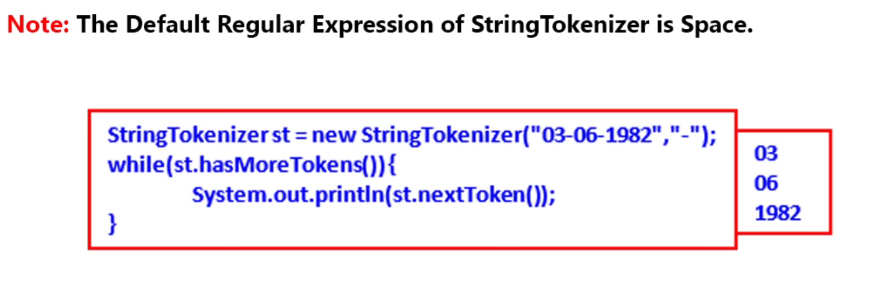 Note: The Default Regular Expression of StringTokenizer is Space.
StringTokenizer st = new StringTokenizer("03-06-1982","-");
while(st.hasMoreTokens()){
System.out.println(st.nextToken());
}
03
06
1982